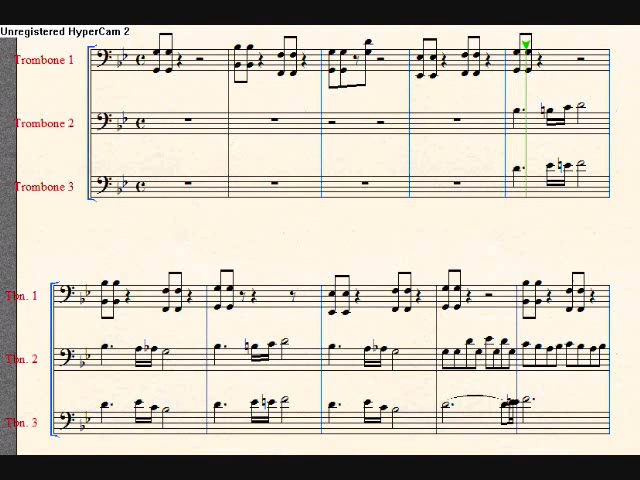 Unregistered HyperCam 2
Trombone 1
Trombone 2
Trombone 3
Tbn. 1
Tbn. 2
Tbn. 3